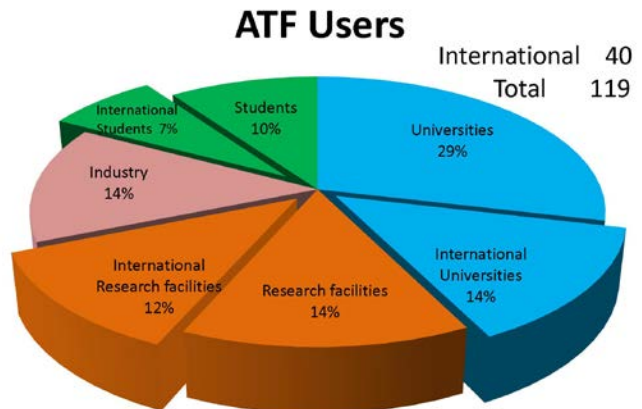 ATF Users
International 40
Total 119
Universities
29%
International
Universities
14%
Research facilities
14%
International
Research facilities
12%
Industry
14%
International
Students 7%
Students
10%